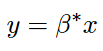 y = β*x